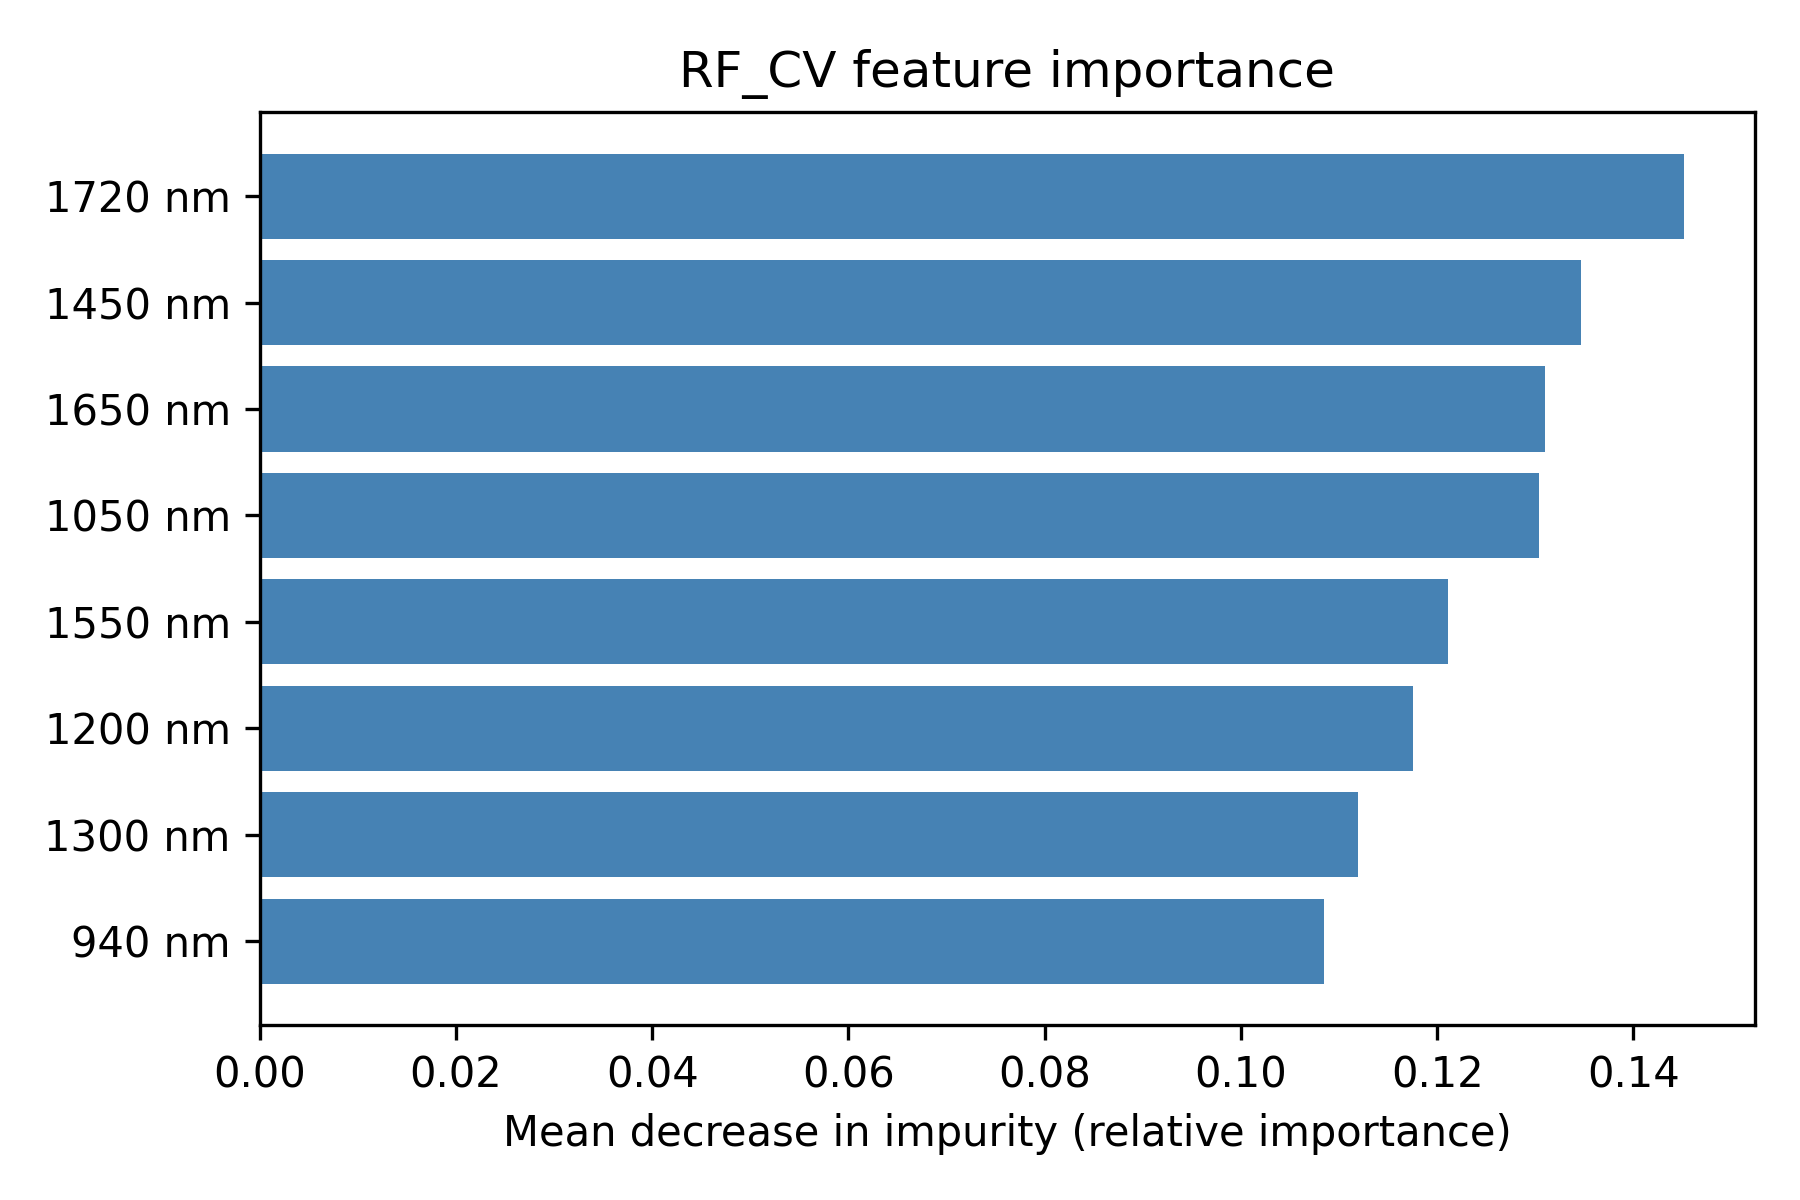 RF_CV feature importance
1720 nm
1450 nm
1650 nm
1050 nm
1550 nm
1200 nm
1300 nm
940 nm
0.00 0.02 0.04 0.06 0.08 0.10 0.12 0.14
Mean decrease in impurity (relative importance)